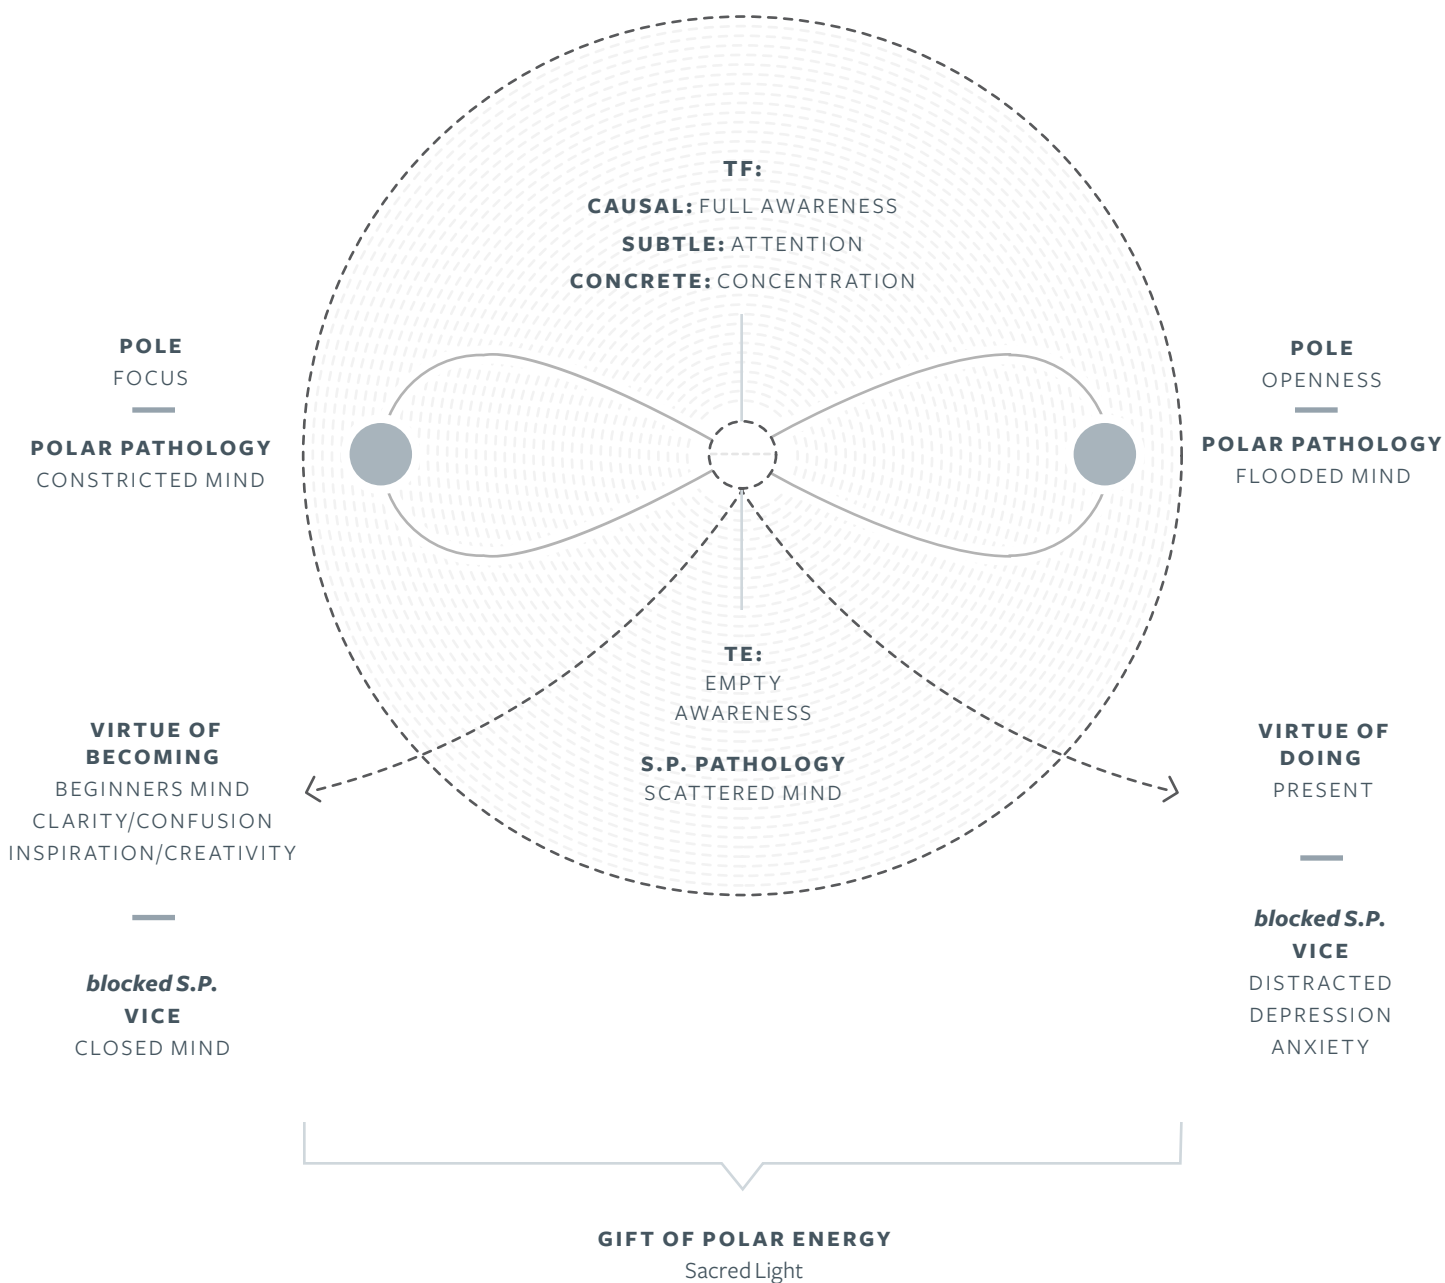 TF:
CAUSAL: FULL AWARENESS
SUBTLE: ATTENTION
CONCRETE: CONCENTRATION
POLE
FOCUS
POLAR PATHOLOGY
CONSTRICTED MIND
POLE
OPENNESS
POLAR PATHOLOGY
FLOODED MIND
TE:
EMPTY
AWARENESS
S.P. PATHOLOGY
SCATTERED MIND
VIRTUE OF
BECOMING
BEGINNERS MIND
CLARITY/CONFUSION
INSPIRATION/CREATIVITY
blocked S.P.
VICE
CLOSED MIND
VIRTUE OF
DOING
PRESENT
blocked S.P.
VICE
DISTRACTED
DEPRESSION
ANXIETY
GIFT OF POLAR ENERGY
Sacred Light